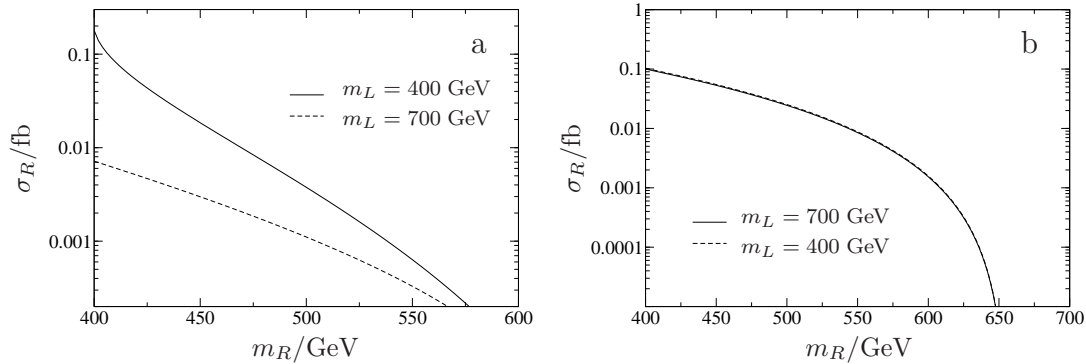 a
0.1
0.01
0.001
σ_R/fb
m_L = 400 GeV
m_L = 700 GeV
400 450 500 550 600
m_R/GeV
b
1
0.1
0.01
0.001
0.0001
σ_R/fb
m_L = 700 GeV
m_L = 400 GeV
400 450 500 550 600 650 700
m_R/GeV